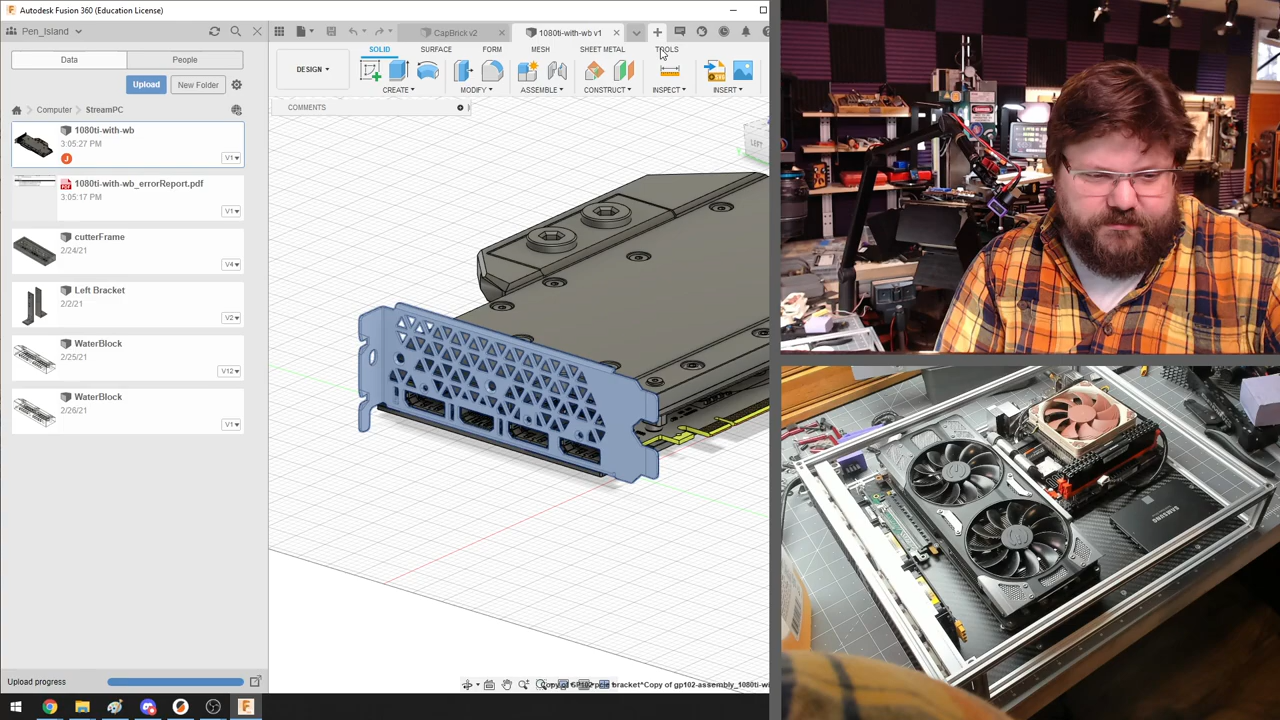 Autodesk Fusion 360 (Education License)
Pen_Island
CapBrick v2
1080ti-with-wb v1
Data
People
SOLID
SURFACE
FORM
MESH
SHEET METAL
TOOLS
Upload
New Folder
DESIGN
CREATE
MODIFY
ASSEMBLE
CONSTRUCT
INSPECT
INSERT
Computer
StreamPC
COMMENTS
1080ti-with-wb
3:05:27 PM
J
V1
1080ti-with-wb_errorReport.pdf
3:05:17 PM
V1
cutterFrame
2/24/21
V4
Left Bracket
2/2/21
V2
WaterBlock
2/25/21
V12
WaterBlock
2/26/21
V1
LEFT
SAMSUNG
Upload progress